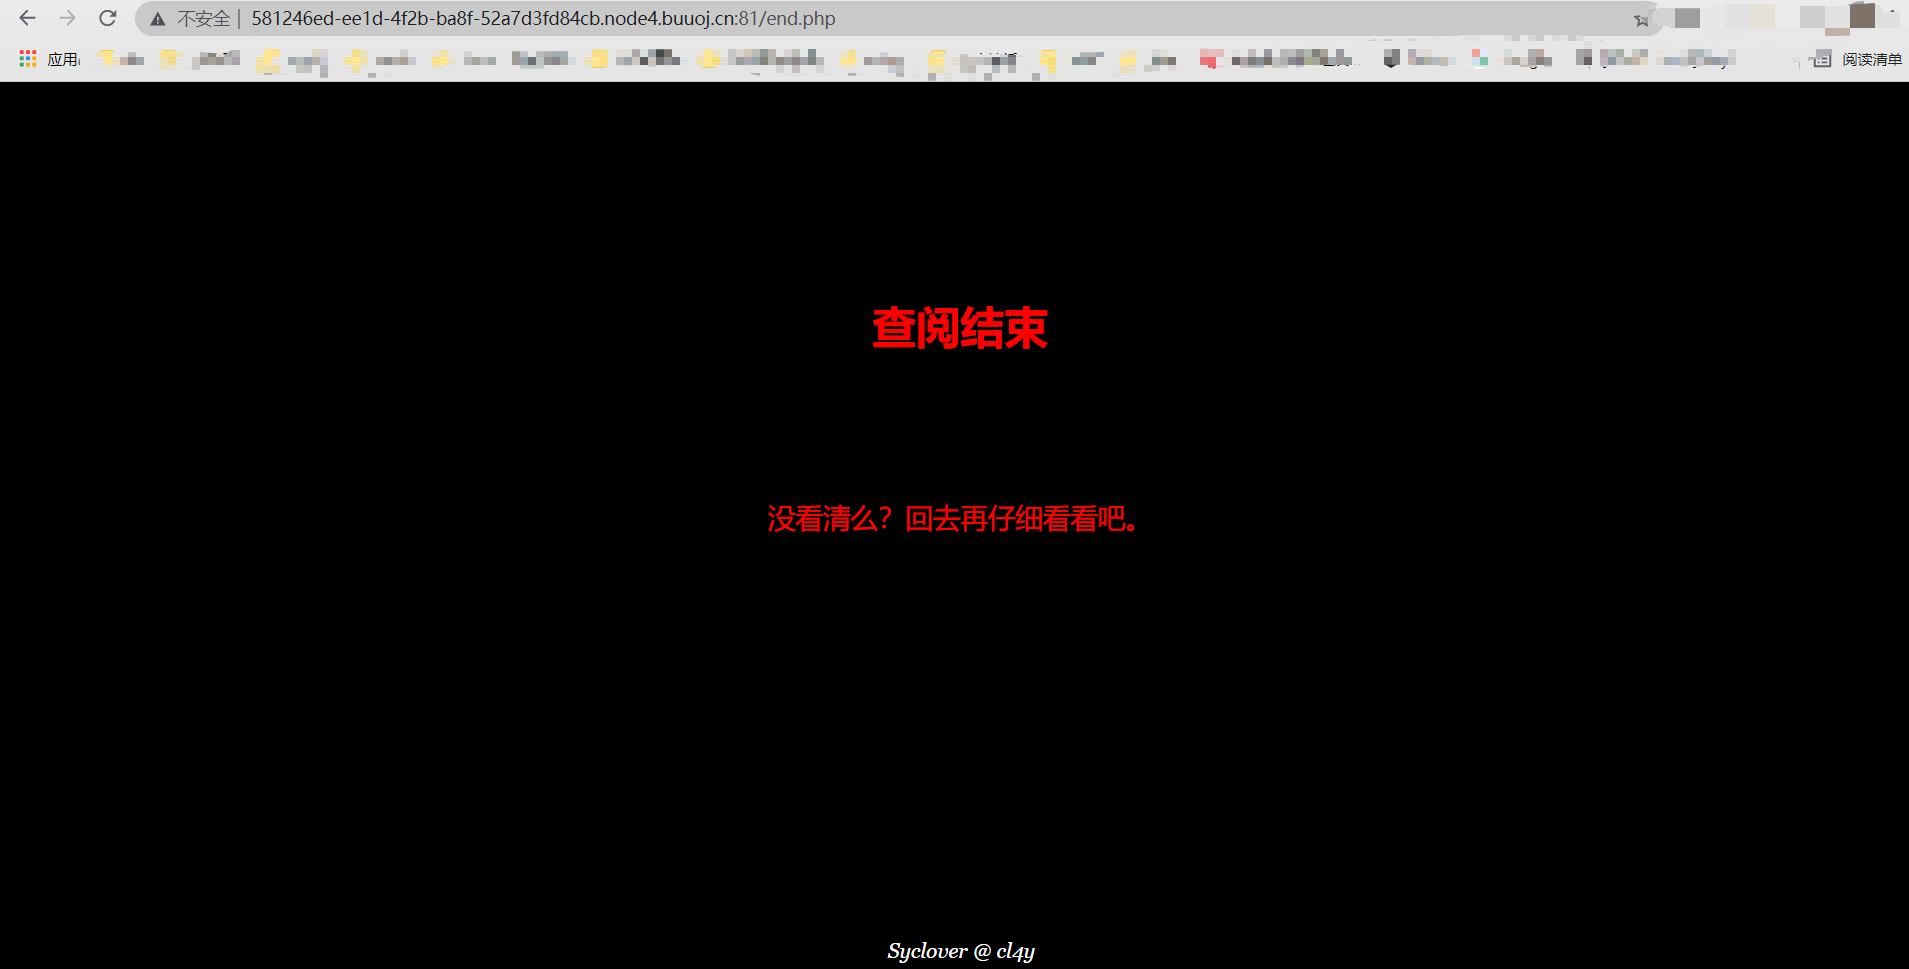 不安全 | 581246ed-ee1d-4f2b-ba8f-52a7d3fd84cb.node4.buuoj.cn:81/end.php
应用 阅读清单
查阅结束
没看清么？回去再仔细看看吧。
Syclover @ cl4y